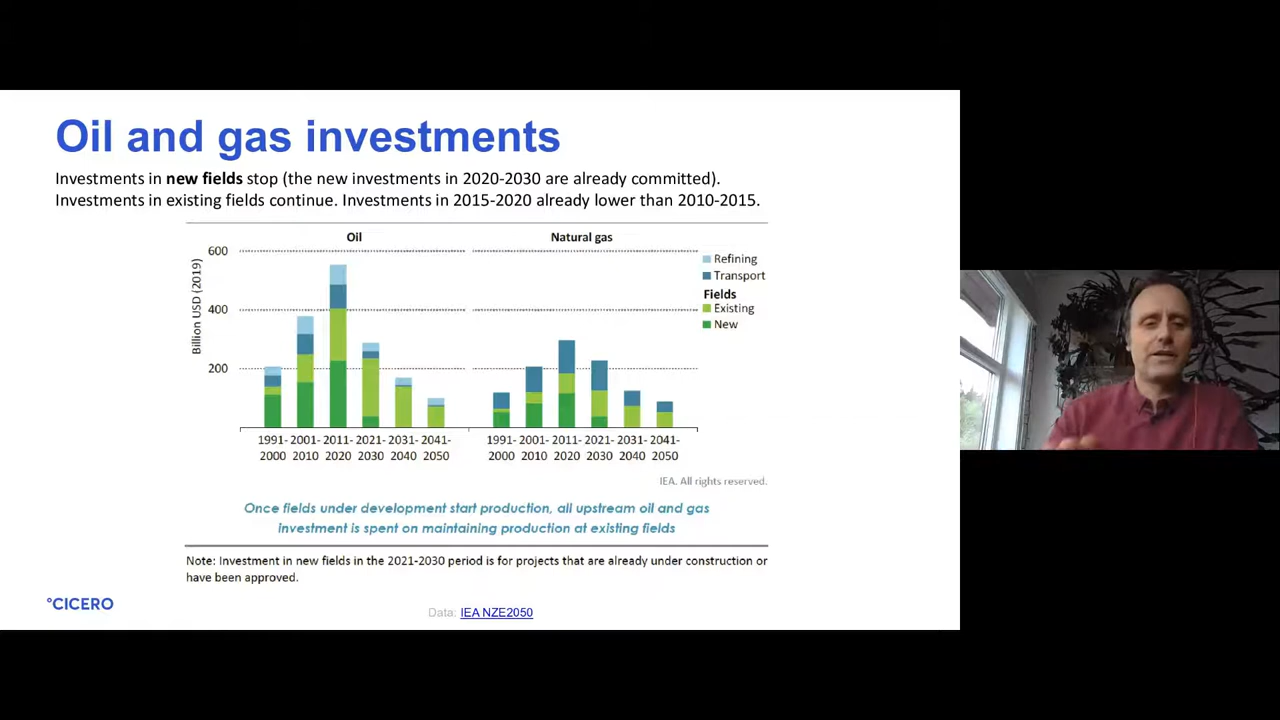 Oil and gas investments
Investments in new fields stop (the new investments in 2020-2030 are already committed).
Investments in existing fields continue. Investments in 2015-2020 already lower than 2010-2015.
Oil
Natural gas
Billion USD (2019)
600
400
200
Refining
Transport
Fields
Existing
New
1991- 2001- 2011- 2021- 2031- 2041-
2000 2010 2020 2030 2040 2050
1991- 2001- 2011- 2021- 2031- 2041-
2000 2010 2020 2030 2040 2050
IEA. All rights reserved.
Once fields under development start production, all upstream oil and gas
investment is spent on maintaining production at existing fields
Note: Investment in new fields in the 2021-2030 period is for projects that are already under construction or
have been approved.
°CICERO
Data: IEA NZE2050